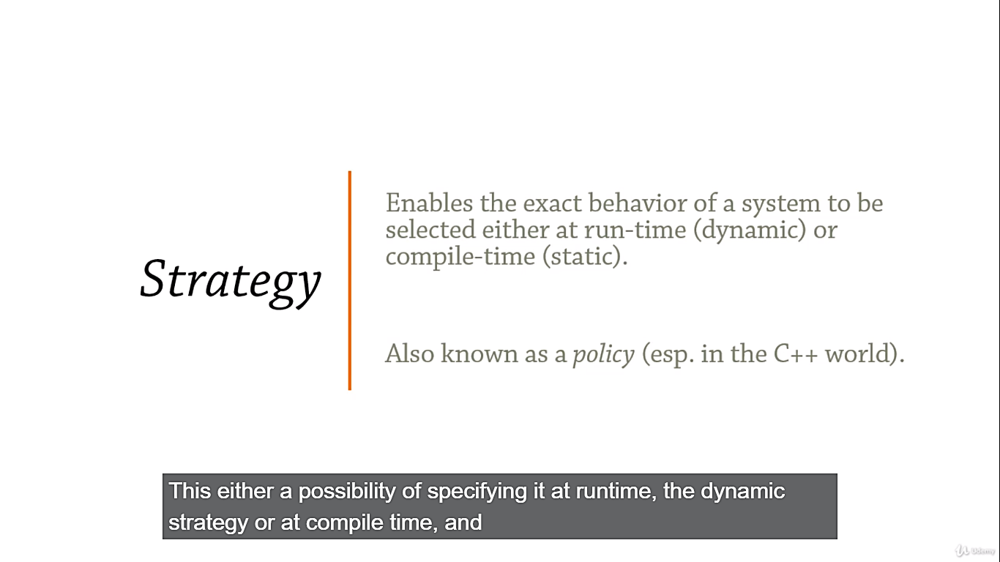 Strategy
Enables the exact behavior of a system to be
selected either at run-time (dynamic) or
compile-time (static).
Also known as a policy (esp. in the C++ world).
This either a possibility of specifying it at runtime, the dynamic
strategy or at compile time, and
Udemy